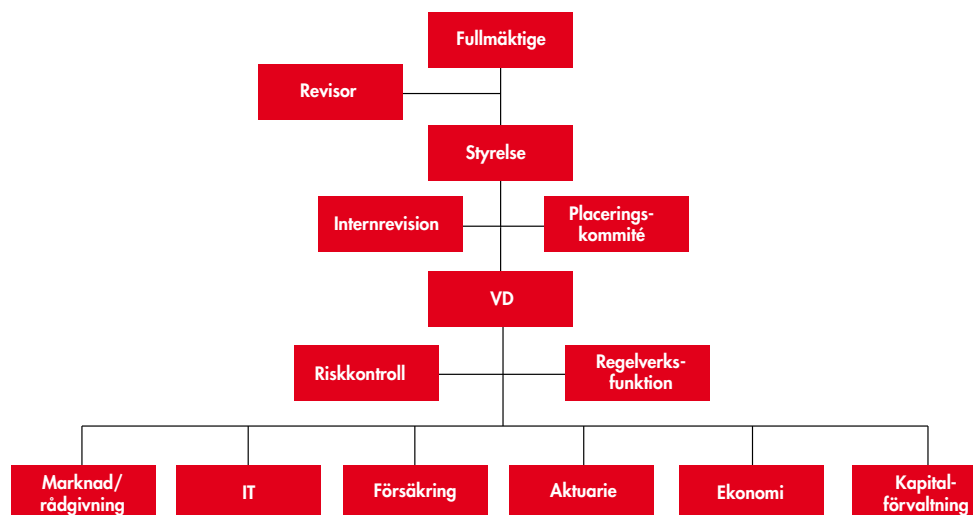 Fullmäktige
Revisor
Styrelse
Internrevision
Placerings-
kommité
VD
Riskkontroll
Regelverks-
funktion
Marknad/
rådgivning
IT
Försäkring
Aktuarie
Ekonomi
Kapital-
förvaltning